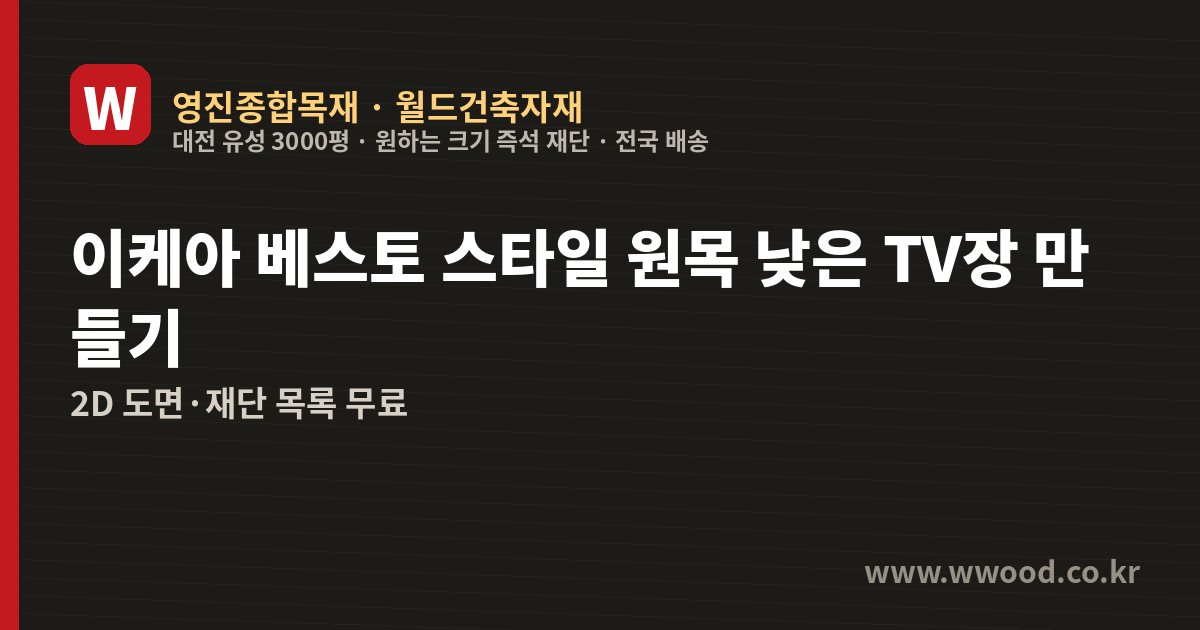 W
영진종합목재 · 월드건축자재
대전 유성 3000평 · 원하는 크기 즉석 재단 · 전국 배송
이케아 베스토 스타일 원목 낮은 TV장 만
들기
2D 도면·재단 목록 무료
www.wwood.co.kr